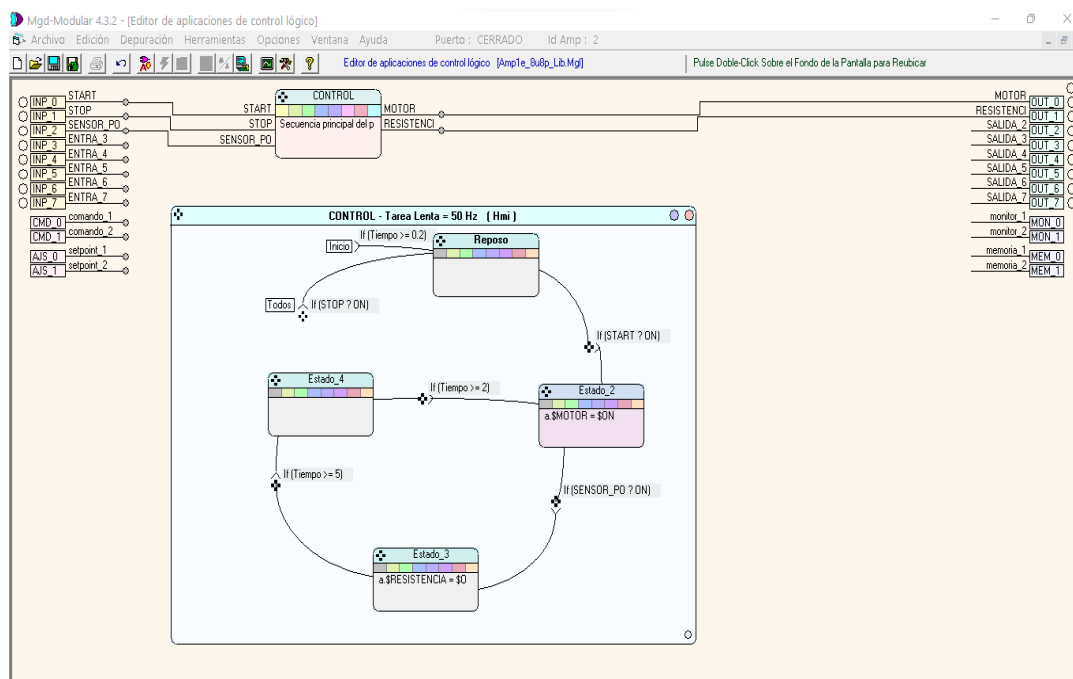 Mgd-Modular 4.3.2 - [Editor de aplicaciones de control lógico]
Archivo Edición Depuración Herramientas Opciones Ventana Ayuda Puerto : CERRADO Id Amp : 2
Editor de aplicaciones de control lógico [Amp1e_8u8p_Lib.Mgl] Pulse Doble-Click Sobre el Fondo de la Pantalla para Reubicar
INP_0 START
INP_1 STOP
INP_2 SENSOR_PO
INP_3 ENTRA_3
INP_4 ENTRA_4
INP_5 ENTRA_5
INP_6 ENTRA_6
INP_7 ENTRA_7
CMD_0 comando_1
CMD_1 comando_2
AJS_0 setpoint_1
AJS_1 setpoint_2
CONTROL
START
STOP
SENSOR_PO
Secuencia principal del p
MOTOR
RESISTENCI
MOTOR OUT_0
RESISTENCI OUT_1
SALIDA_2 OUT_2
SALIDA_3 OUT_3
SALIDA_4 OUT_4
SALIDA_5 OUT_5
SALIDA_6 OUT_6
SALIDA_7 OUT_7
monitor_1 MON_0
monitor_2 MON_1
memoria_1 MEM_0
memoria_2 MEM_1
CONTROL - Tarea Lenta = 50 Hz ( Hmi )
Inicio
If (Tiempo >= 0.2)
Reposo
Todos
If (STOP ? ON)
If (START ? ON)
Estado_4
If (Tiempo >= 2)
Estado_2
a.$MOTOR = $ON
If (Tiempo >= 5)
If (SENSOR_PO ? ON)
Estado_3
a.$RESISTENCIA = $O